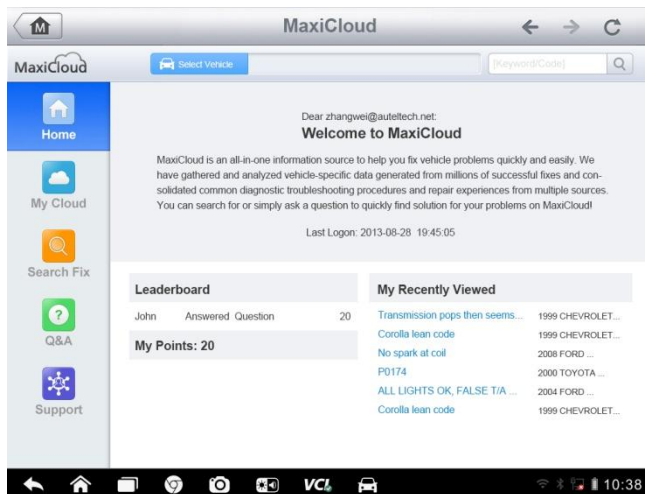 M
MaxiCloud
MaxiCloud
Select Vehicle
[Keyword/Code]
Home
My Cloud
Search Fix
Q&A
Support
Dear zhangwei@auteltech.net:
Welcome to MaxiCloud
MaxiCloud is an all-in-one information source to help you fix vehicle problems quickly and easily. We
have gathered and analyzed vehicle-specific data generated from millions of successful fixes and con-
solidated common diagnostic troubleshooting procedures and repair experiences from multiple sources.
You can search for or simply ask a question to quickly find solution for your problems on MaxiCloud!
Last Logon: 2013-08-28 19:45:05
Leaderboard
John Answered Question 20
My Points: 20
My Recently Viewed
Transmission pops then seems... 1999 CHEVROLET...
Corolla lean code 1999 CHEVROLET...
No spark at coil 2008 FORD ...
P0174 2000 TOYOTA ...
ALL LIGHTS OK, FALSE T/A ... 2004 FORD ...
Corolla lean code 1999 CHEVROLET...
VCI
10:38